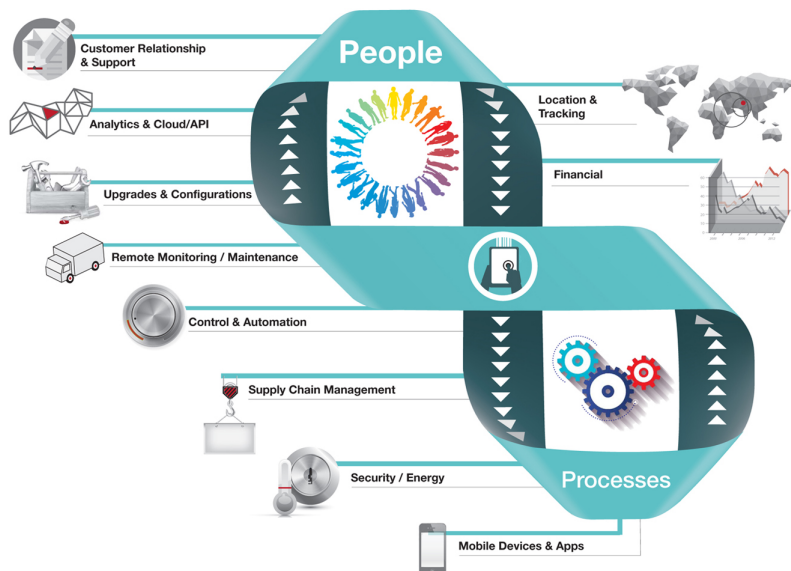 People
Customer Relationship
& Support
Analytics & Cloud/API
Upgrades & Configurations
Remote Monitoring / Maintenance
Control & Automation
Supply Chain Management
Security / Energy
Mobile Devices & Apps
Location &
Tracking
Financial
Processes